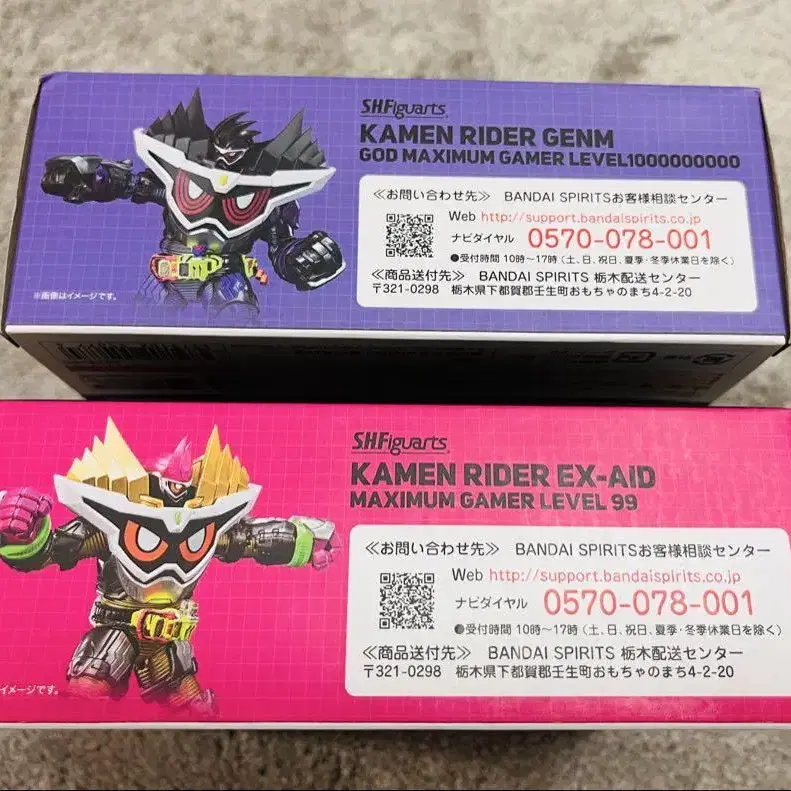 S.H.Figuarts
KAMEN RIDER GENM
GOD MAXIMUM GAMER LEVEL1000000000
≪お問い合わせ先≫ BANDAI SPIRITSお客様相談センター
Web http://support.bandaispirits.co.jp
ナビダイヤル 0570-078-001
●受付時間 10時～17時（土、日、祝日、夏季・冬季休業日を除く）
≪商品送付先≫ BANDAI SPIRITS 栃木配送センター
〒321-0298 栃木県下都賀郡壬生町おもちゃのまち4-2-20
※画像はイメージです。
S.H.Figuarts
KAMEN RIDER EX-AID
MAXIMUM GAMER LEVEL 99
≪お問い合わせ先≫ BANDAI SPIRITSお客様相談センター
Web http://support.bandaispirits.co.jp
ナビダイヤル 0570-078-001
●受付時間 10時～17時（土、日、祝日、夏季・冬季休業日を除く）
≪商品送付先≫ BANDAI SPIRITS 栃木配送センター
〒321-0298 栃木県下都賀郡壬生町おもちゃのまち4-2-20
イメージです。